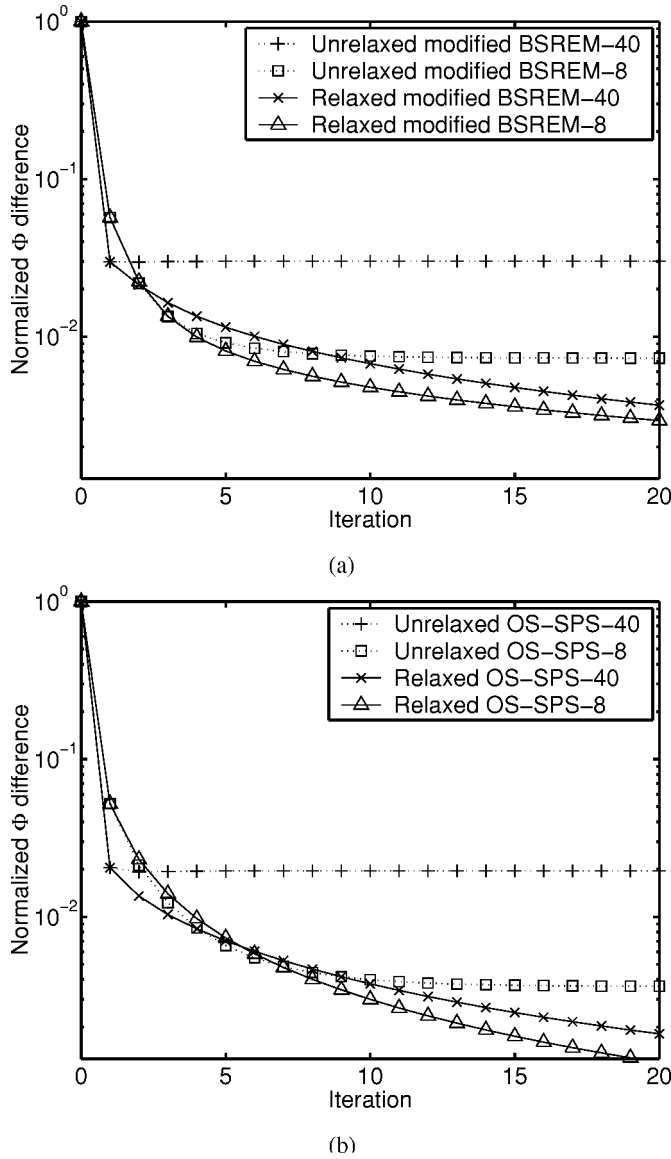 10^0
Unrelaxed modified BSREM-40
Unrelaxed modified BSREM-8
Relaxed modified BSREM-40
Relaxed modified BSREM-8
10^-1
Normalized Φ difference
10^-2
0 5 10 15 20
Iteration
(a)
10^0
Unrelaxed OS-SPS-40
Unrelaxed OS-SPS-8
Relaxed OS-SPS-40
Relaxed OS-SPS-8
10^-1
Normalized Φ difference
10^-2
0 5 10 15 20
Iteration
(b)